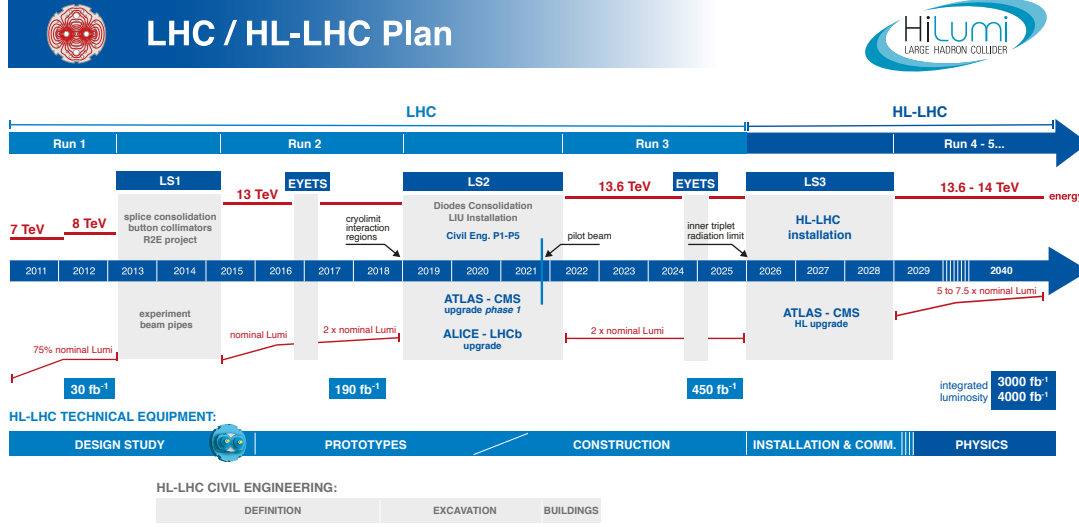 LHC / HL-LHC Plan
HiLumi
LARGE HADRON COLLIDER
LHC
HL-LHC
Run 1
Run 2
Run 3
Run 4 - 5...
LS1
EYETS
LS2
EYETS
LS3
13 TeV
13.6 TeV
13.6 - 14 TeV
energy
7 TeV
8 TeV
splice consolidation
button collimators
R2E project
cryolimit
interaction
regions
Diodes Consolidation
LIU Installation
Civil Eng. P1-P5
pilot beam
inner triplet
radiation limit
HL-LHC
installation
2011
2012
2013
2014
2015
2016
2017
2018
2019
2020
2021
2022
2023
2024
2025
2026
2027
2028
2029
2040
5 to 7.5 x nominal Lumi
experiment
beam pipes
ATLAS - CMS
upgrade phase 1
ALICE - LHCb
upgrade
ATLAS - CMS
HL upgrade
75% nominal Lumi
nominal Lumi
2 x nominal Lumi
2 x nominal Lumi
30 fb-1
190 fb-1
450 fb-1
integrated
luminosity
3000 fb-1
4000 fb-1
HL-LHC TECHNICAL EQUIPMENT:
DESIGN STUDY
PROTOTYPES
CONSTRUCTION
INSTALLATION & COMM.
PHYSICS
HL-LHC CIVIL ENGINEERING:
DEFINITION
EXCAVATION
BUILDINGS